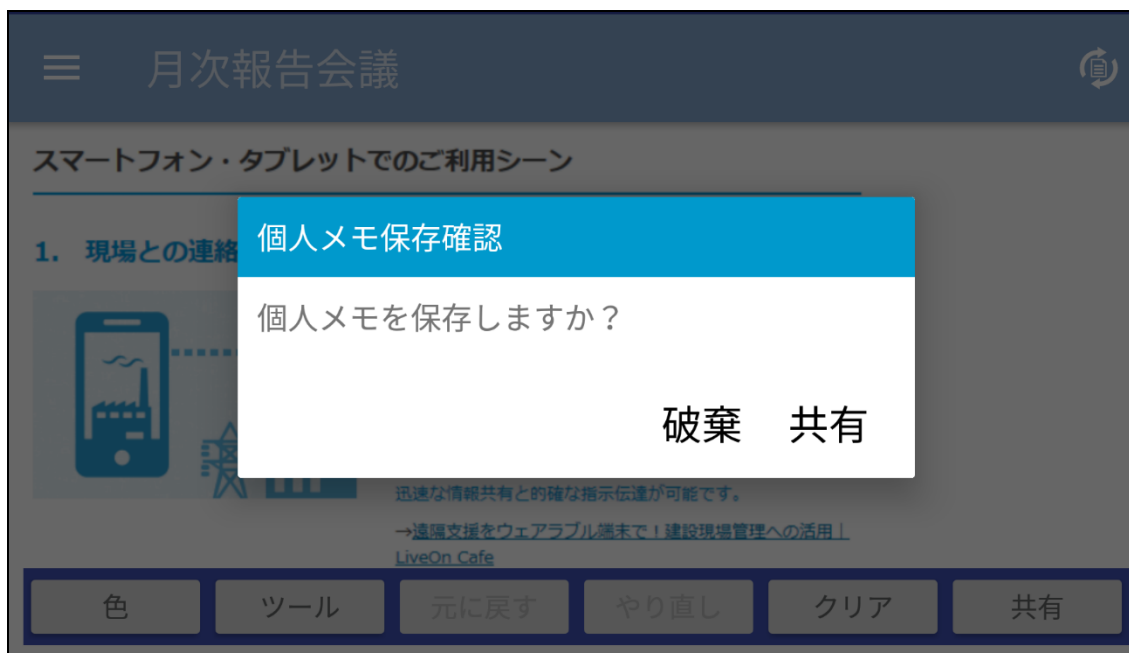 月次報告会議
スマートフォン・タブレットでのご利用シーン
1. 現場との連絡
個人メモ保存確認
個人メモを保存しますか？
破棄 共有
迅速な情報共有と的確な指示伝達が可能です。
→遠隔支援をウェアラブル端末で！建設現場管理への活用｜
LiveOn Cafe
色 ツール 元に戻す やり直し クリア 共有